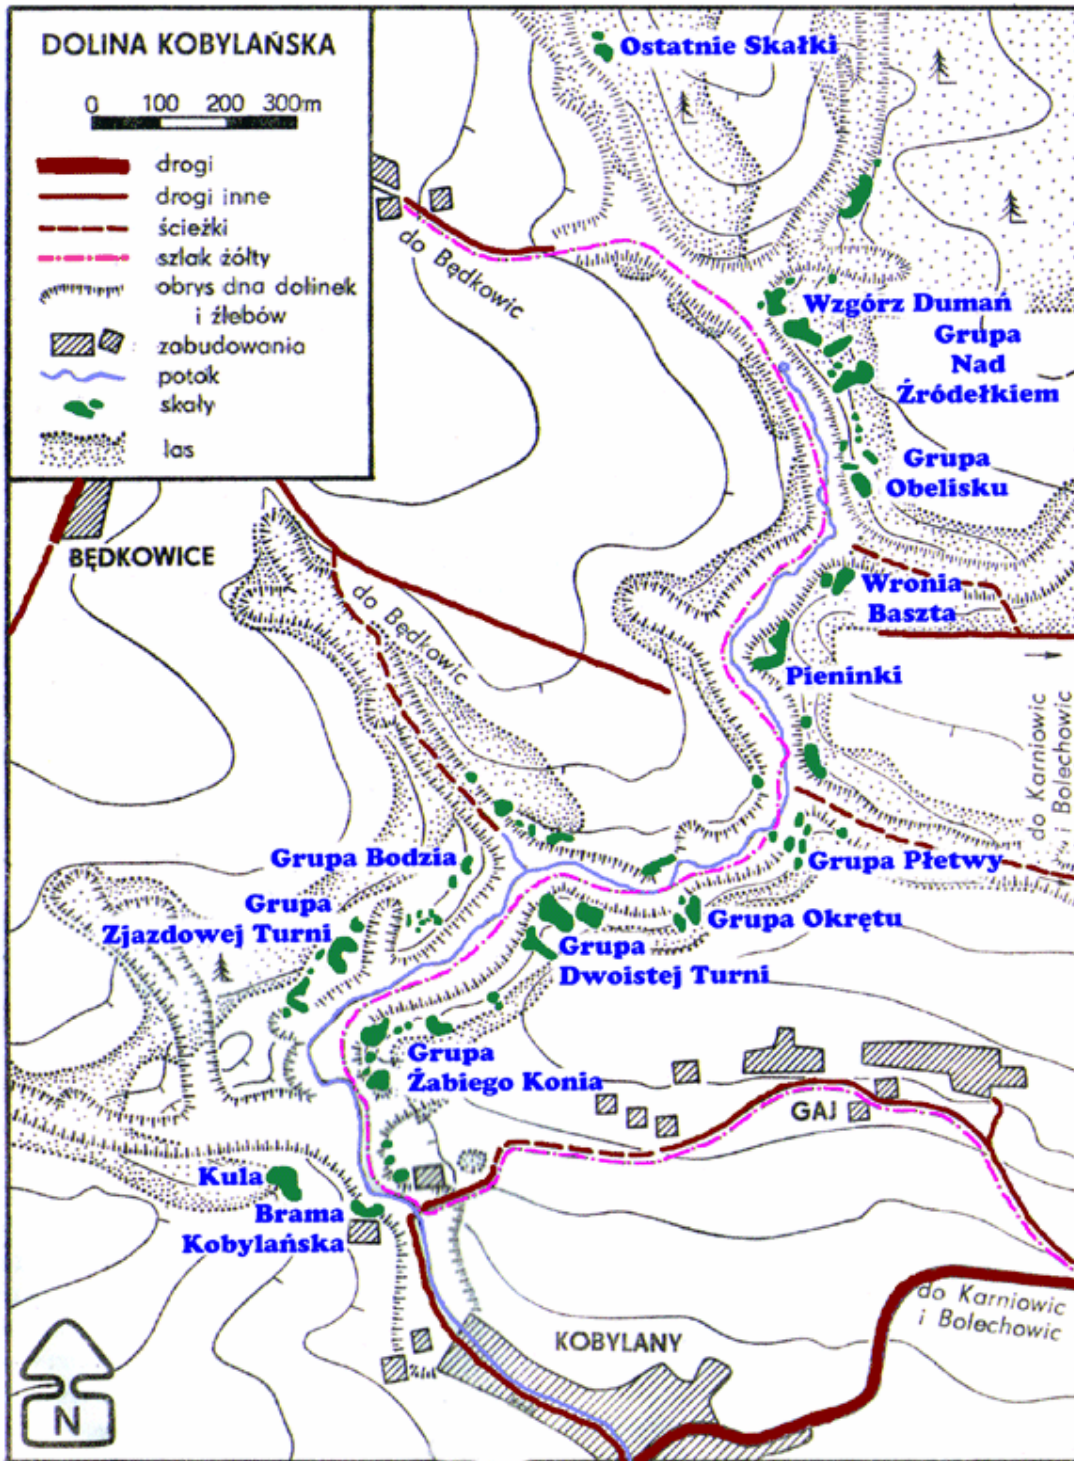 DOLINA KOBYLAŃSKA
0 100 200 300m
drogi
drogi inne
ścieżki
szlak żółty
obrys dna dolinek
i źlebów
zabudowania
potok
skały
las
Ostatnie Skałki
do Będkowic
Wzgórz Dumań
Grupa
Nad
Źródełkiem
Grupa
Obelisku
BĘDKOWICE
do Będkowic
Wronia
Baszta
Pieninki
do Karniowic
i Bolechowic
Grupa Bodzia
Grupa Płetwy
Grupa
Zjazdowej Turni
Grupa Okrętu
Grupa
Dwoistej Turni
Grupa
Żabiego Konia
GAJ
Kula
Brama
Kobylańska
do Karniowic
i Bolechowic
KOBYLANY
N